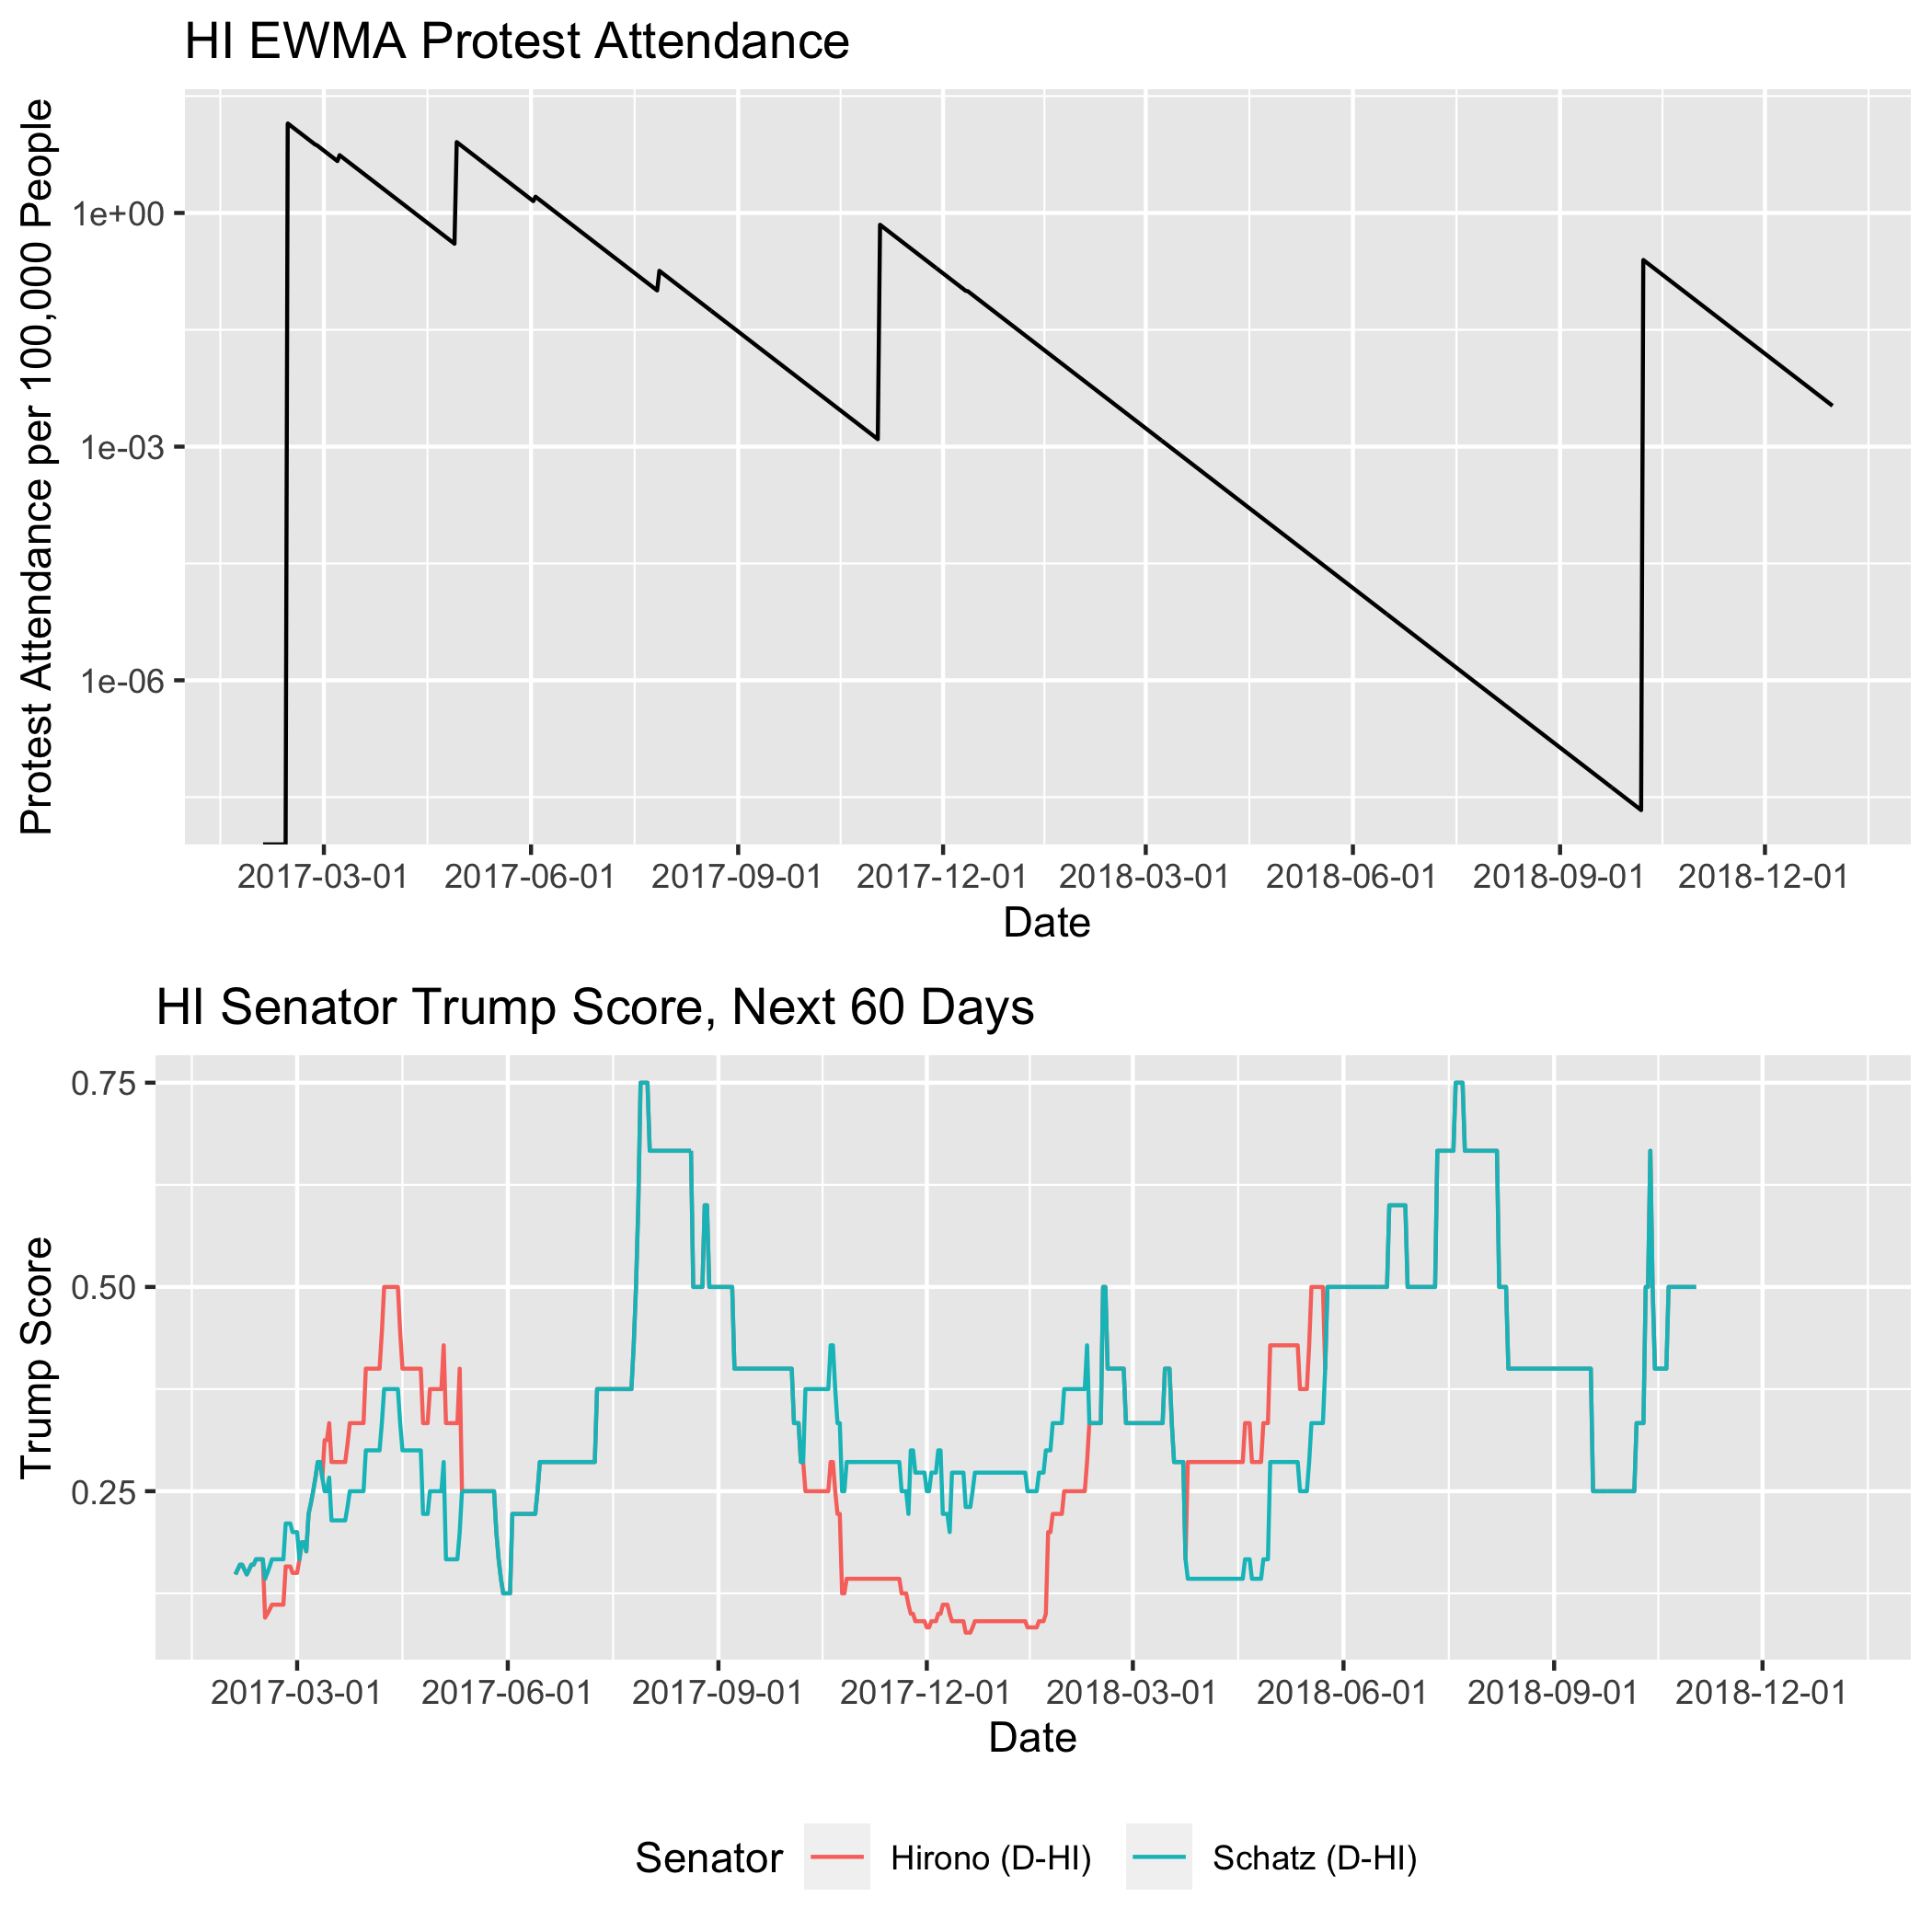 HI EWMA Protest Attendance
Protest Attendance per 100,000 People
1e+00
1e-03
1e-06
2017-03-01 2017-06-01 2017-09-01 2017-12-01 2018-03-01 2018-06-01 2018-09-01 2018-12-01
Date
HI Senator Trump Score, Next 60 Days
Trump Score
0.75
0.50
0.25
2017-03-01 2017-06-01 2017-09-01 2017-12-01 2018-03-01 2018-06-01 2018-09-01 2018-12-01
Date
Senator Hirono (D-HI) Schatz (D-HI)